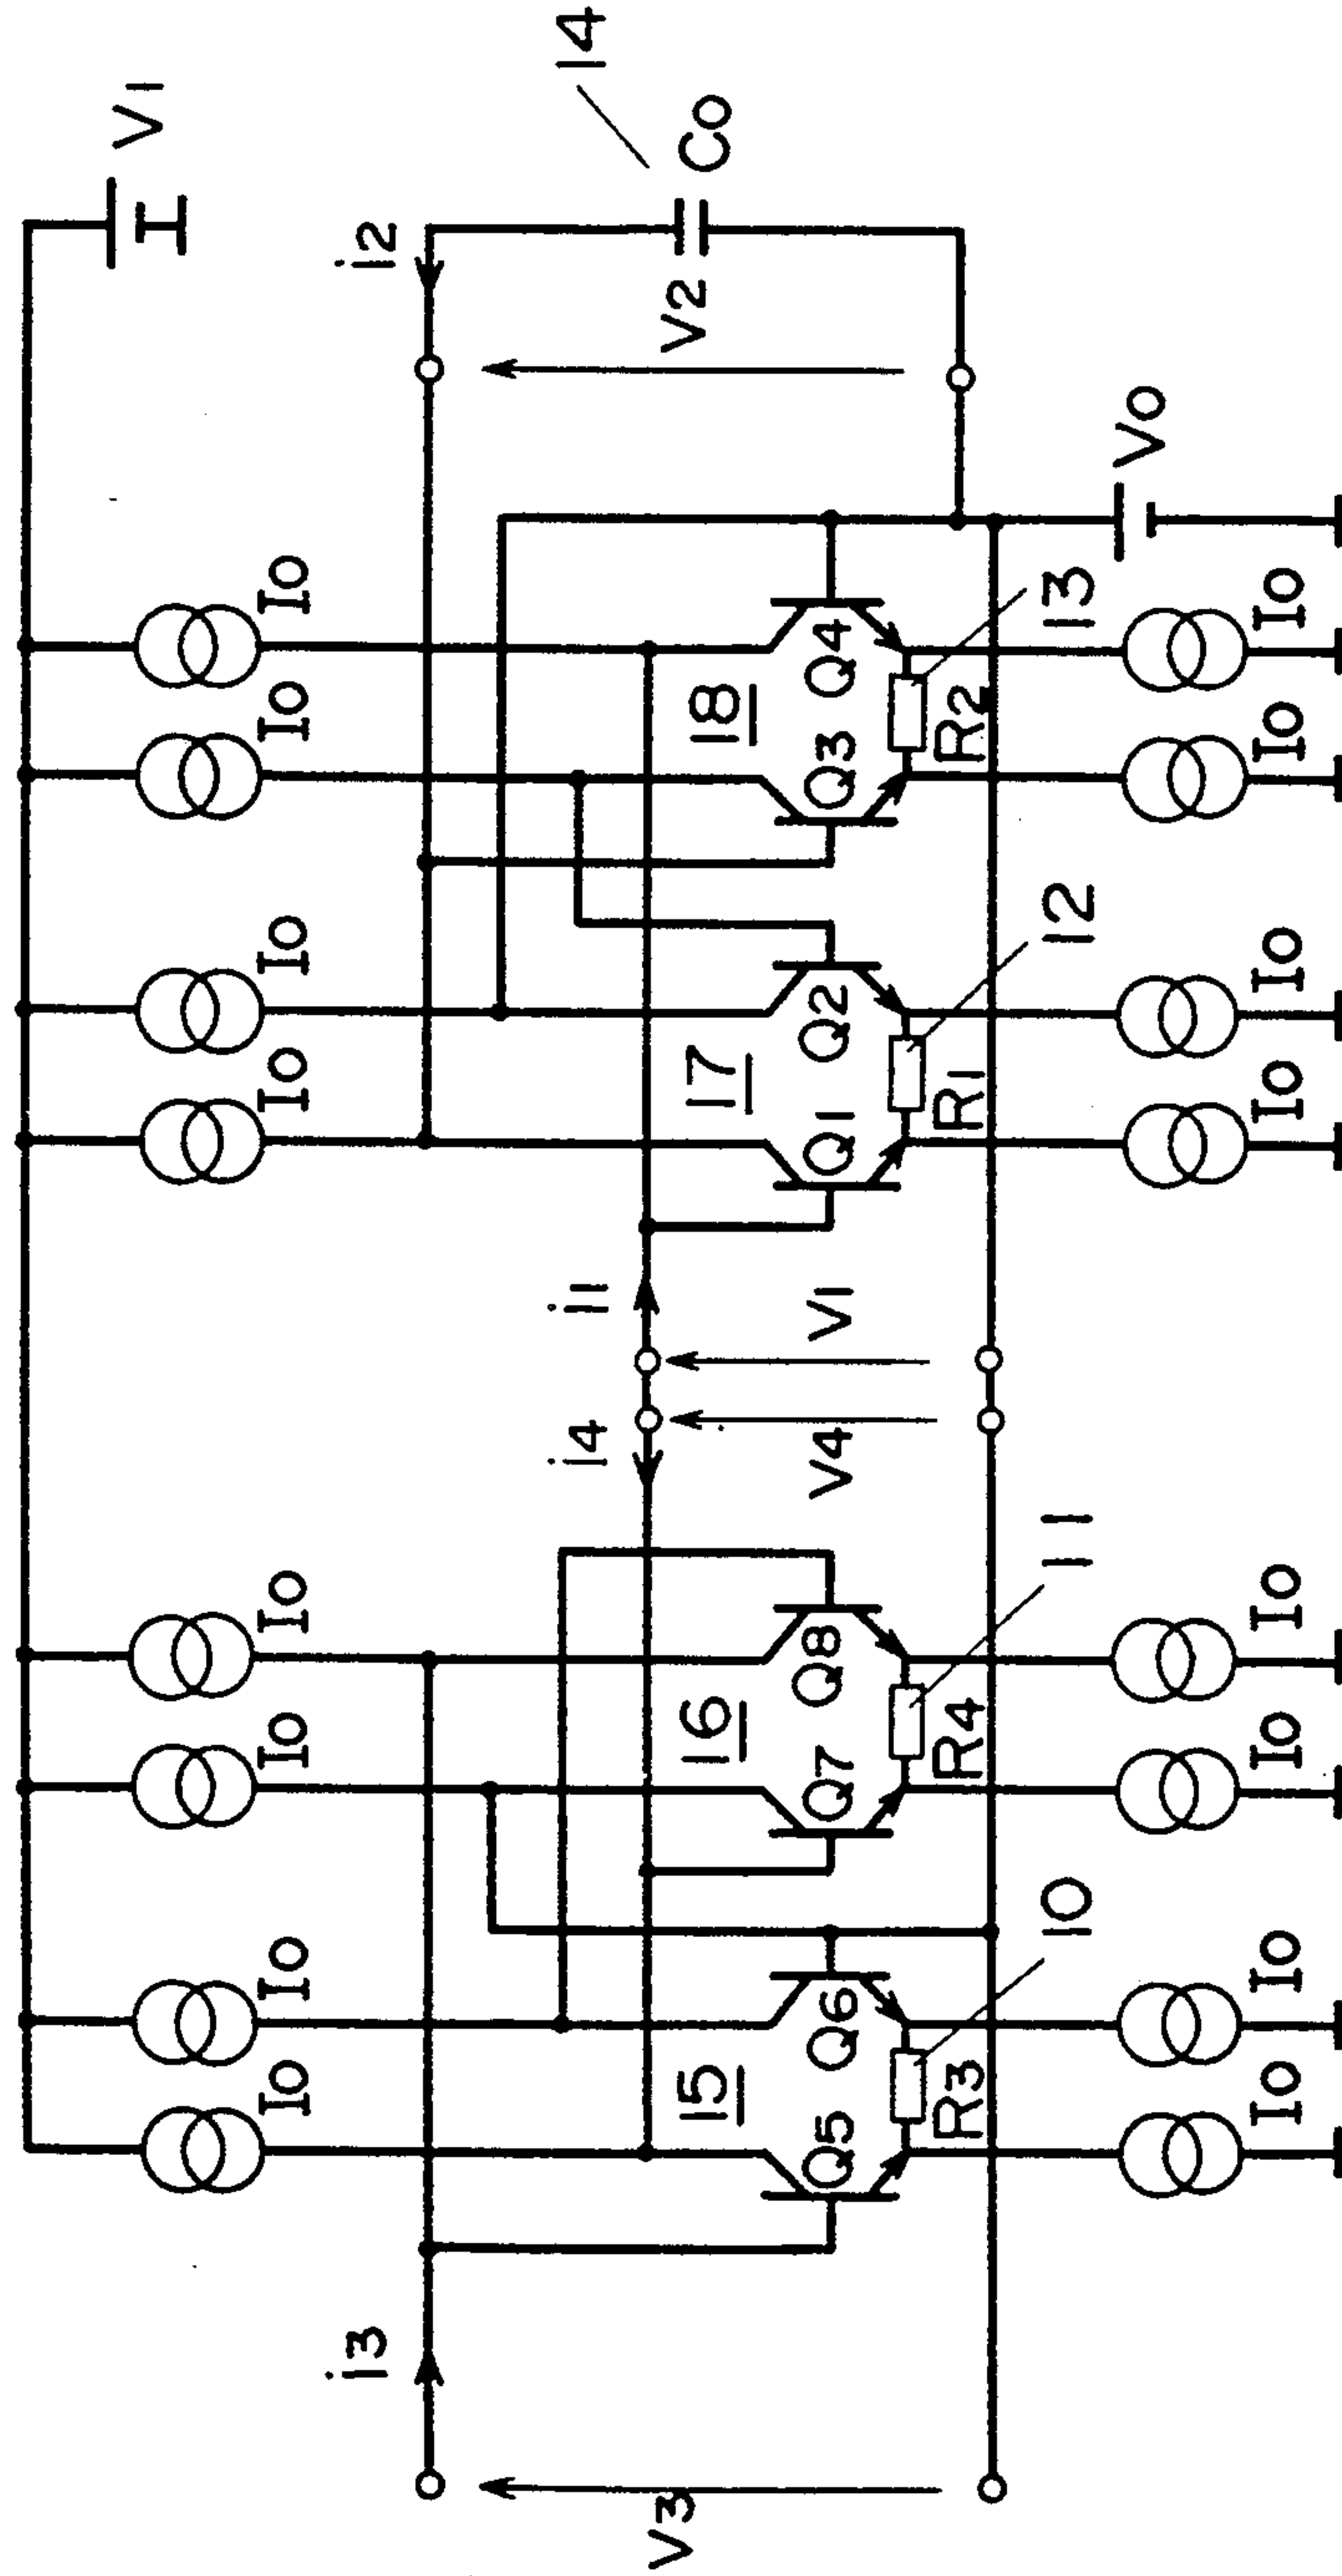 V1
Io Io Io Io Io Io Io Io
i3 i2
i4 i1 14
V3 15 16 17 18 V2 Co
Q5 Q6 Q7 Q8 V4 V1 Q1 Q2 Q3 Q4
R3 R4 R1 R2
10 11 12 13 Vo
Io Io Io Io Io Io Io Io